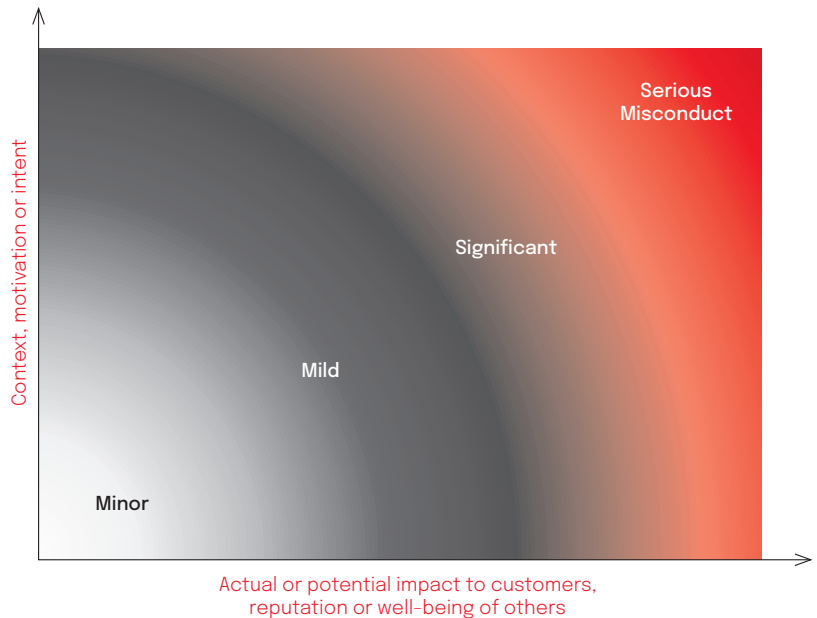 Serious
Misconduct
Context, motivation or intent
Significant
Mild
Minor
Actual or potential impact to customers,
reputation or well-being of others